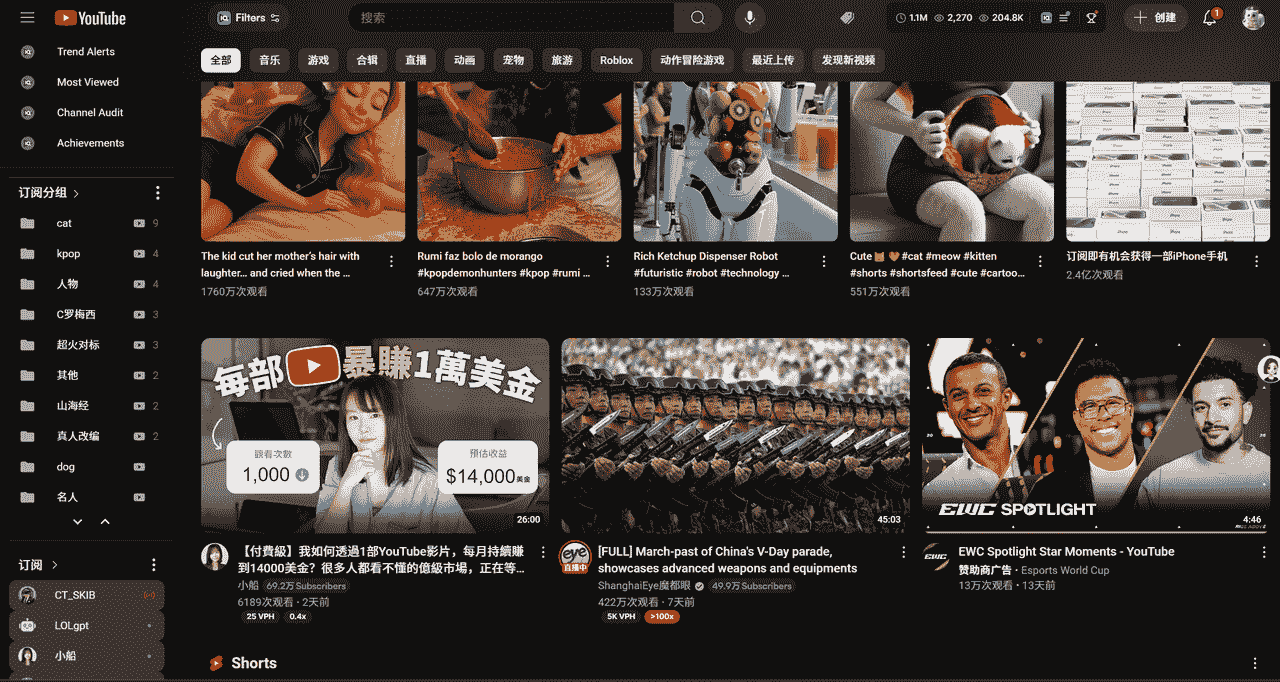 YouTube
Filters
搜索
1.1M
2,270
204.8K
创建
1
Trend Alerts
Most Viewed
Channel Audit
Achievements
订阅分组
cat 9
kpop 4
人物 4
C罗梅西 3
超火对标 3
其他 2
山海经 2
真人改编 2
dog
名人
订阅
CT_SKIB
LOLgpt
小船
全部
音乐
游戏
合辑
直播
动画
宠物
旅游
Roblox
动作冒险游戏
最近上传
发现新视频
The kid cut her mother's hair with
laughter… and cried when the ...
1760万次观看
Rumi faz bolo de morango
#kpopdemonhunters #kpop #rumi ...
647万次观看
Rich Ketchup Dispenser Robot
#futuristic #robot #technology ...
133万次观看
Cute🐱🤎#cat #meow #kitten
#shorts #shortsfeed #cute #cartoo...
551万次观看
iPhone
订阅即有机会获得一部iPhone手机
2.4亿次观看
每部 暴賺1萬美金
觀看次數
1,000
預估收益
$14,000美金
26:00
【付費級】我如何透過1部YouTube影片，每月持續賺
到14000美金？很多人都看不懂的億級市場，正在等...
小船 69.2万 Subscribers
6189次观看 • 2天前
25 VPH 0.4x
45:03
eye
直播中
[FULL] March-past of China's V-Day parade,
showcases advanced weapons and equipments
ShanghaiEye魔都眼 49.9万 Subscribers
422万次观看 • 7天前
5K VPH >100x
EWC SPOTLIGHT
4:46
EWC
EWC Spotlight Star Moments - YouTube
赞助商广告 • Esports World Cup
13万次观看 • 13天前
Shorts